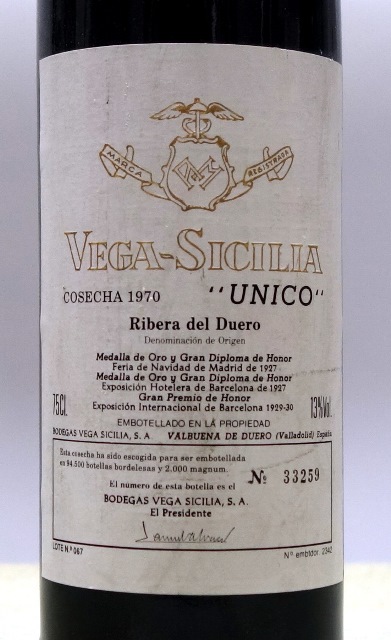 MARCA REGISTRADA
VEGA-SICILIA
COSECHA 1970 "UNICO"
Ribera del Duero
Denominación de Origen
Medalla de Oro y Gran Diploma de Honor
Feria de Navidad de Madrid de 1927
Medalla de Oro y Gran Diploma de Honor
Exposición Hotelera de Barcelona de 1927
Gran Premio de Honor
75Cl. Exposición Internacional de Barcelona 1929-30 13%Vol.
EMBOTELLADO EN LA PROPIEDAD
BODEGAS VEGA SICILIA, S. A. VALBUENA DE DUERO (Valladolid) España
Esta cosecha ha sido escogida para ser embotellada
en 94.500 botellas bordelesas y 2.000 magnum.
Nº 33259
El número de esta botella es el
BODEGAS VEGA SICILIA, S. A.
El Presidente
LOTE N.º 067 Nº embtdor. 2342